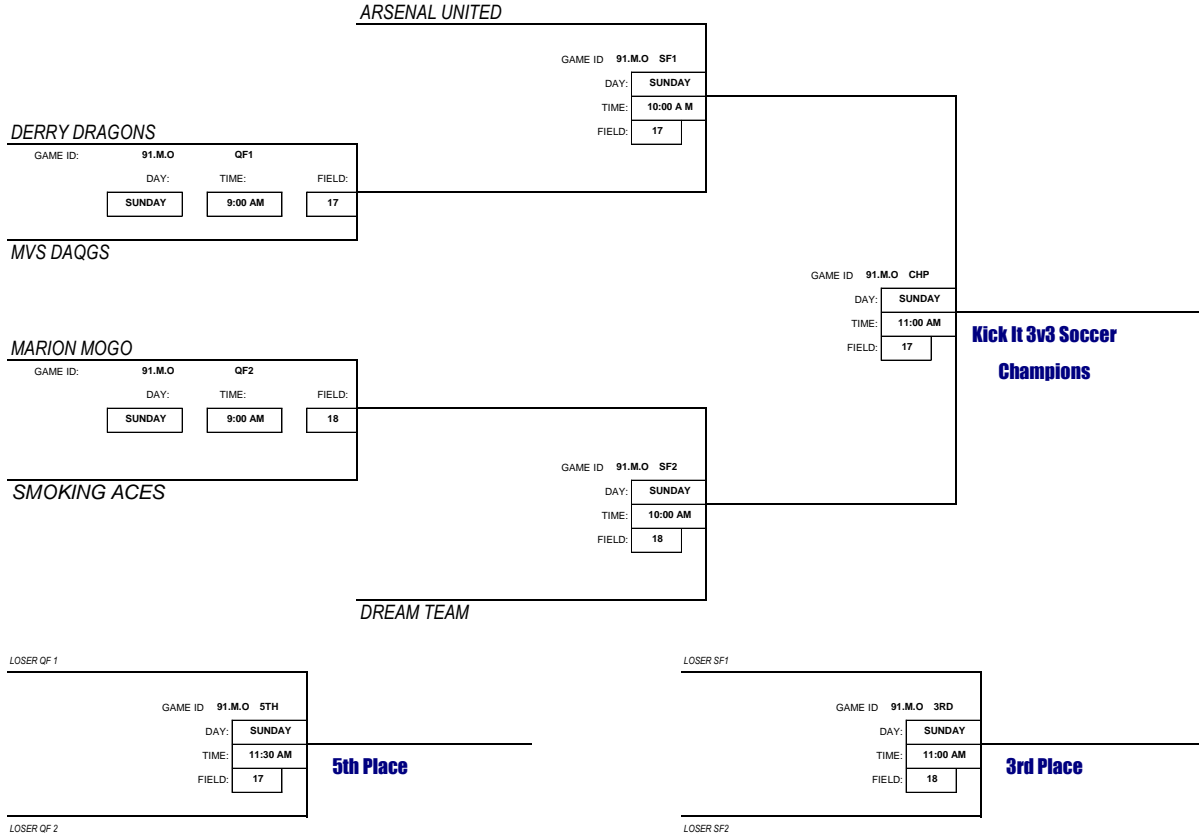 ARSENAL UNITED
GAME ID 91.M.O SF1
DAY: SUNDAY
TIME: 10:00 A M
FIELD: 17
DERRY DRAGONS
GAME ID: 91.M.O QF1
DAY: TIME: FIELD:
SUNDAY 9:00 AM 17
MVS DAQGS
GAME ID 91.M.O CHP
DAY: SUNDAY
TIME: 11:00 AM
FIELD: 17
Kick It 3v3 Soccer
Champions
MARION MOGO
GAME ID: 91.M.O QF2
DAY: TIME: FIELD:
SUNDAY 9:00 AM 18
SMOKING ACES
GAME ID 91.M.O SF2
DAY: SUNDAY
TIME: 10:00 AM
FIELD: 18
DREAM TEAM
LOSER QF 1
GAME ID 91.M.O 5TH
DAY: SUNDAY
TIME: 11:30 AM
FIELD: 17
5th Place
LOSER QF 2
LOSER SF1
GAME ID 91.M.O 3RD
DAY: SUNDAY
TIME: 11:00 AM
FIELD: 18
3rd Place
LOSER SF2